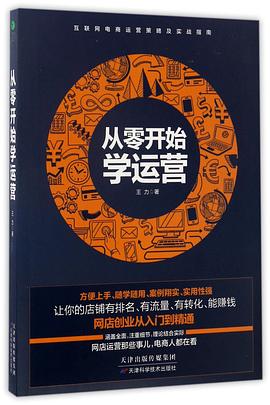 互联网电商运营策略及实战指南
从零开始
学运营
王力◎著
方便上手、随学随用、案例翔实、实用性强
让你的店铺有排名、有流量、有转化、能赚钱
网店创业从入门到精通
涵盖全面，注重细节，理论结合实际
网店运营那些事儿，电商人都在看
天津出版传媒集团
天津科学技术出版社
从零开始学运营
王力◎著